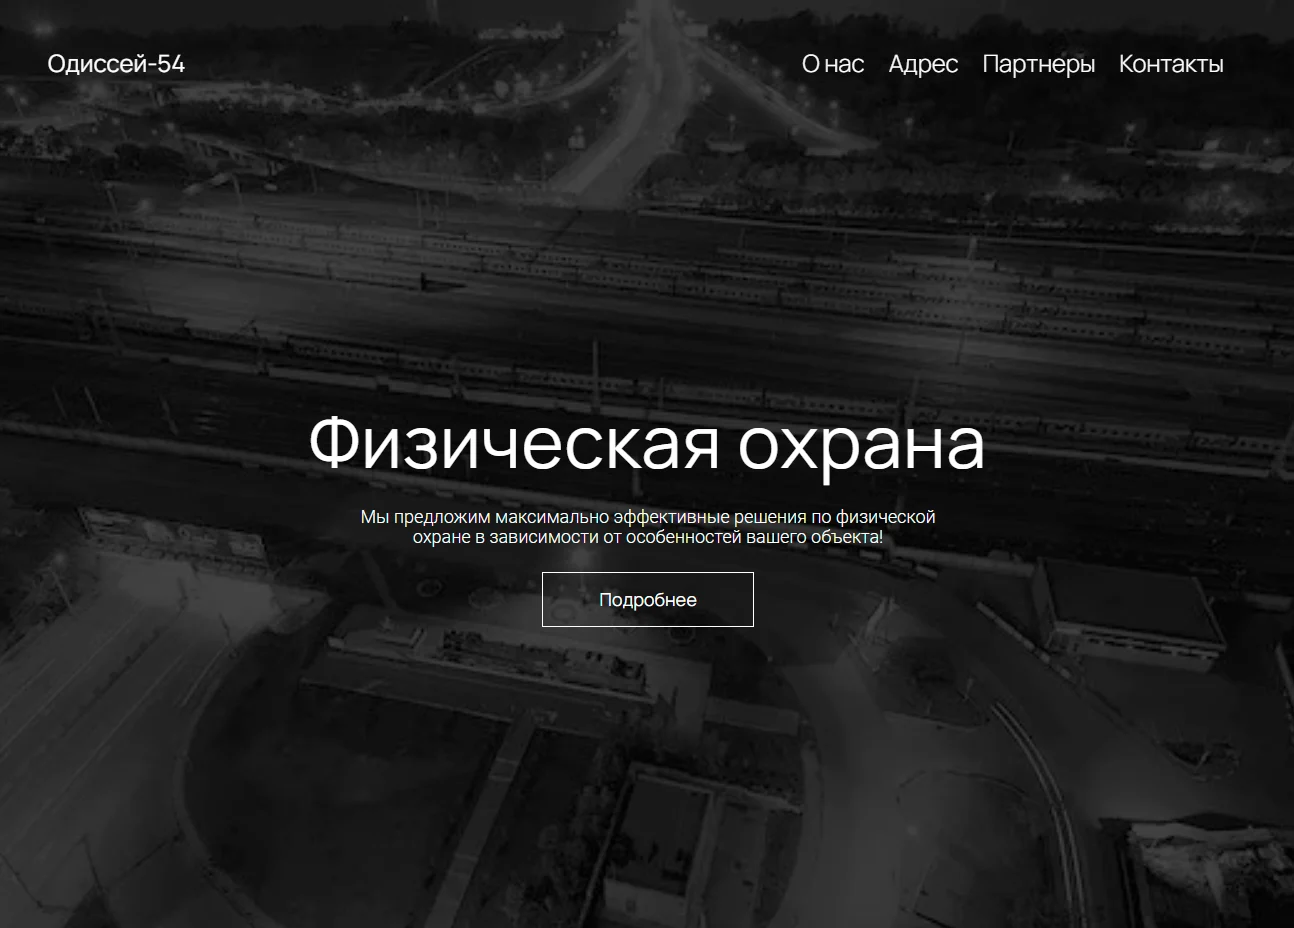 Одиссей-54
О нас Адрес Партнеры Контакты
Физическая охрана
Мы предложим максимально эффективные решения по физической
охране в зависимости от особенностей вашего объекта!
Подробнее